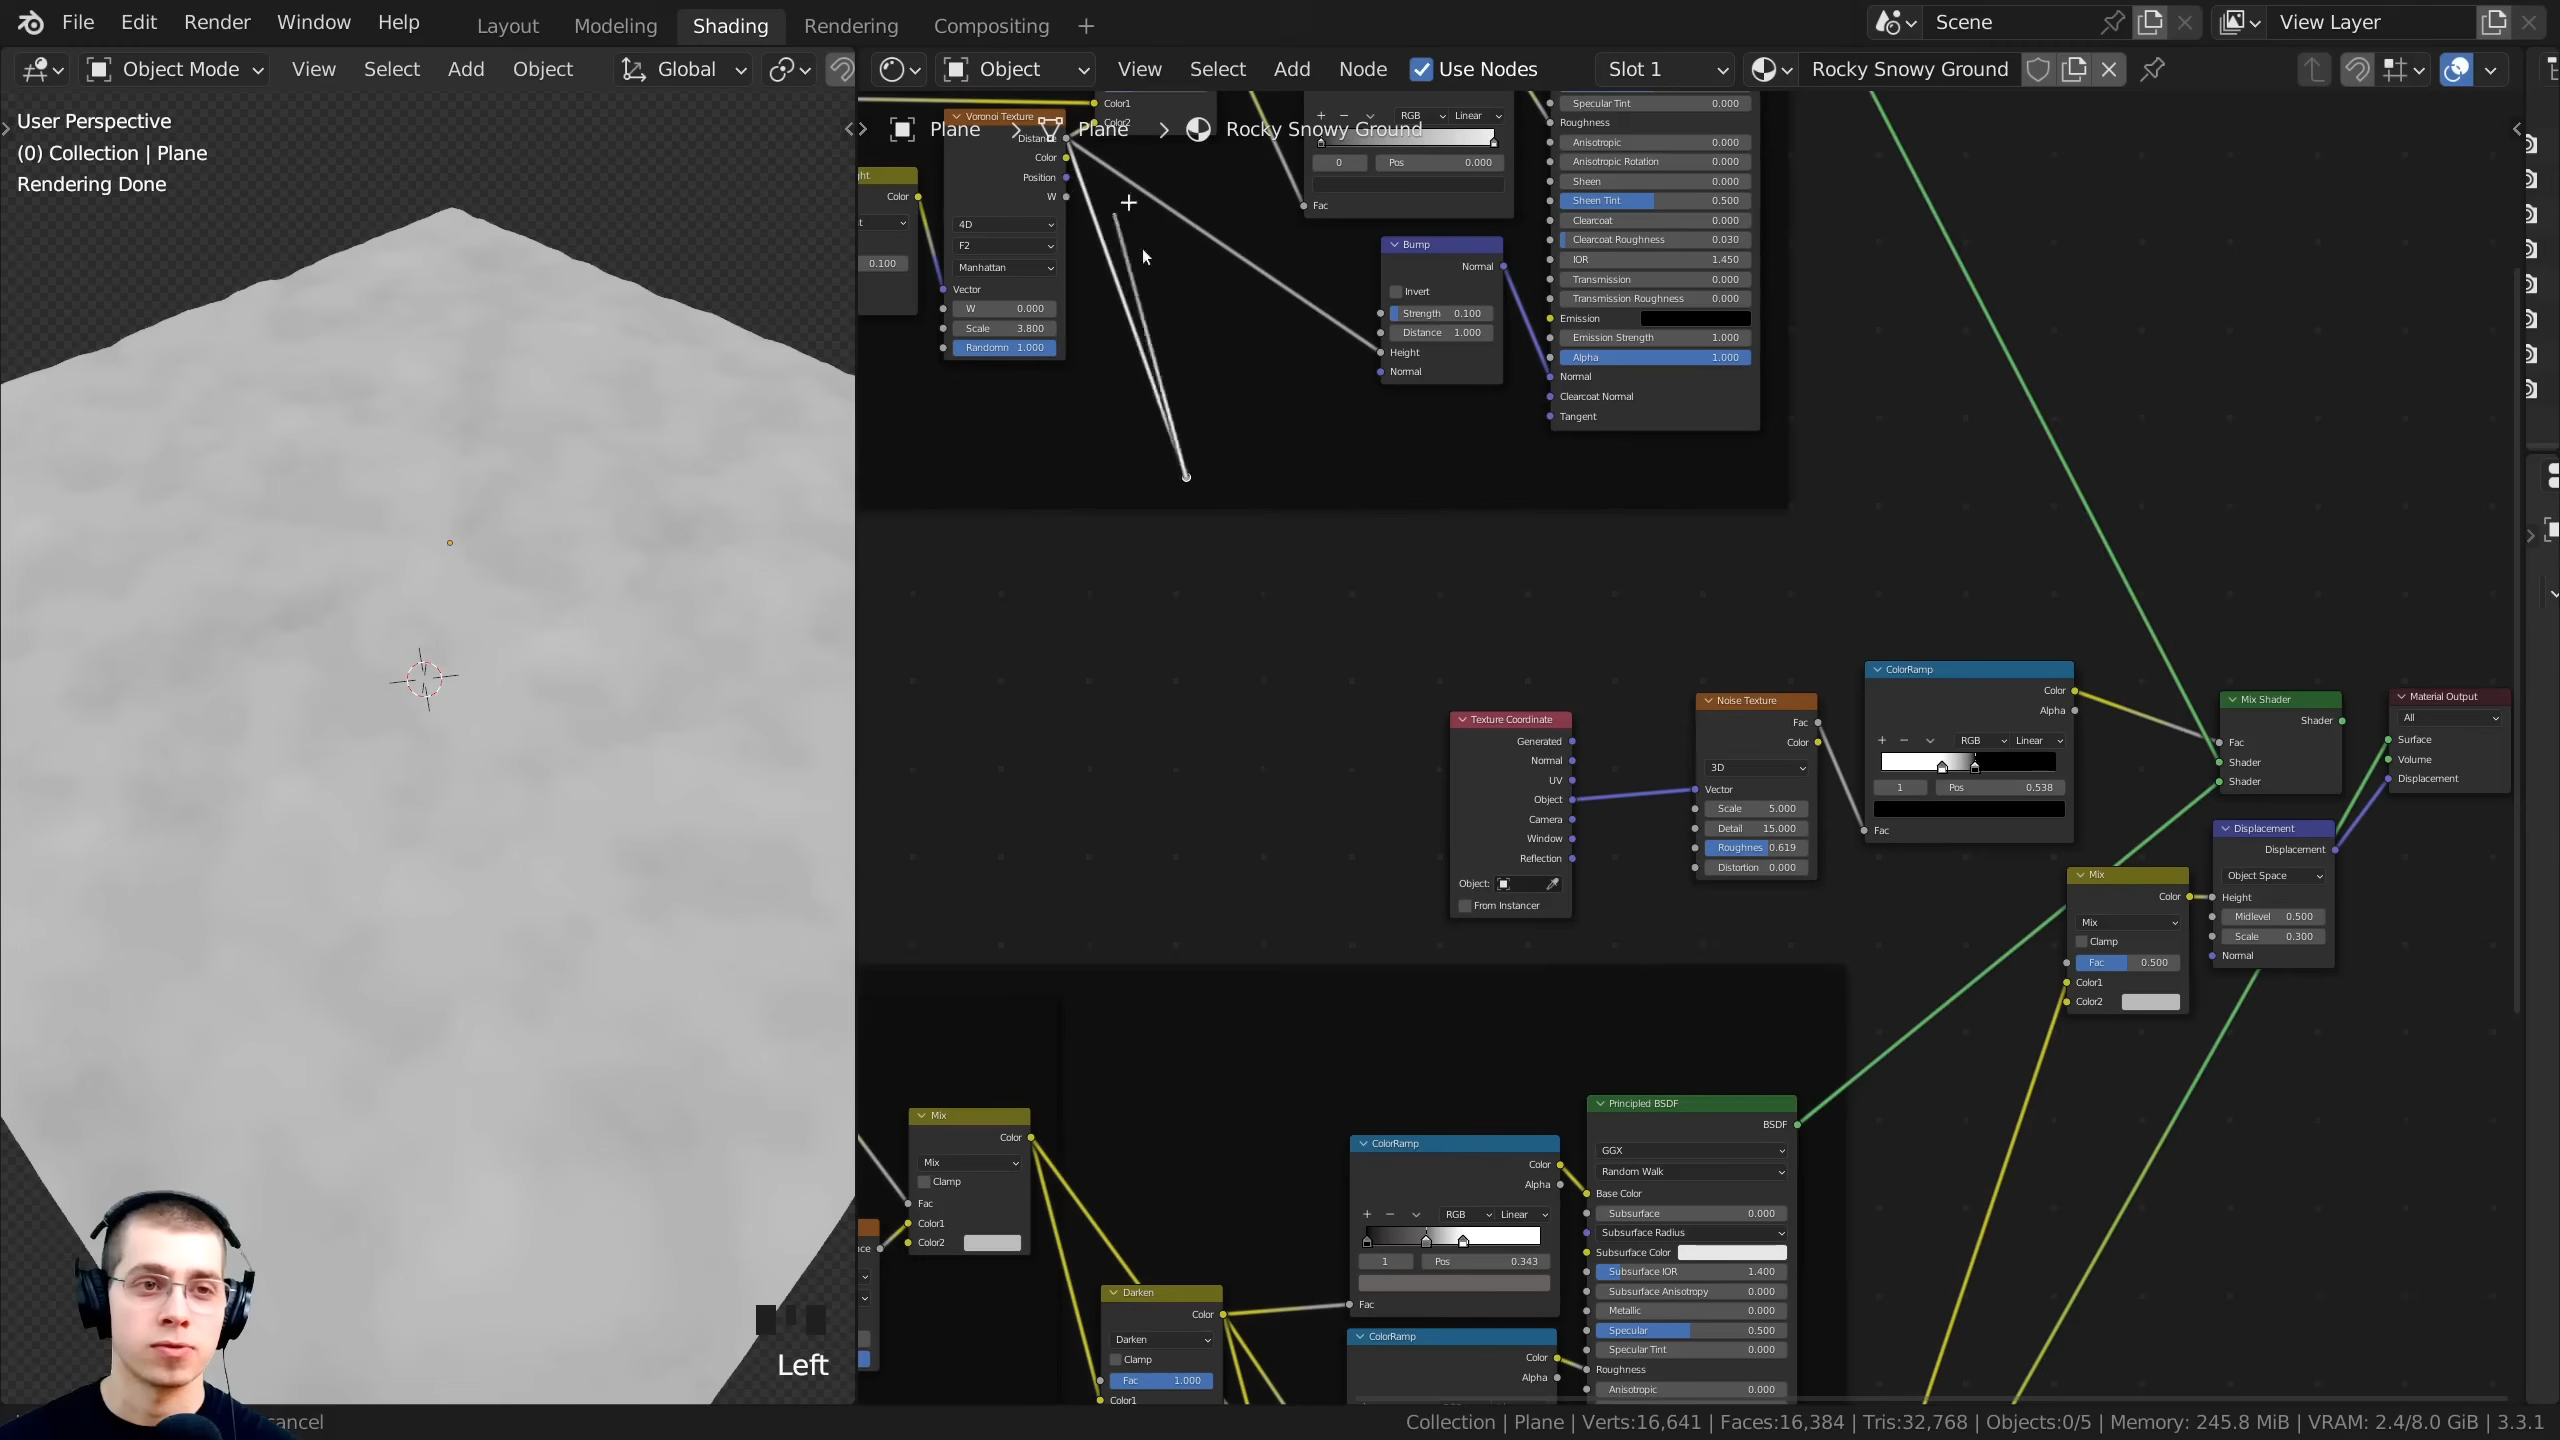 File Edit Render Window Help Layout Modeling Shading Rendering Compositing + Scene View Layer
Object Mode View Select Add Object Global Object View Select Add Node Use Nodes Slot 1 Rocky Snowy Ground
User Perspective
(0) Collection | Plane
Rendering Done
Plane > Plane > Rocky Snowy Ground
Color
0.100
Voronoi Texture
Distance
Color
Position
W
4D
F2
Manhattan
Vector
W 0.000
Scale 3.800
Randomn 1.000
Color1
Color2
RGB Linear
0 Pos 0.000
Fac
Bump
Normal
Invert
Strength 0.100
Distance 1.000
Height
Normal
Specular Tint 0.000
Roughness
Anisotropic 0.000
Anisotropic Rotation 0.000
Sheen 0.000
Sheen Tint 0.500
Clearcoat 0.000
Clearcoat Roughness 0.030
IOR 1.450
Transmission 0.000
Transmission Roughness 0.000
Emission
Emission Strength 1.000
Alpha 1.000
Normal
Clearcoat Normal
Tangent
Texture Coordinate
Generated
Normal
UV
Object
Camera
Window
Reflection
Object:
From Instancer
Noise Texture
Fac
Color
3D
Vector
Scale 5.000
Detail 15.000
Roughnes 0.619
Distortion 0.000
ColorRamp
Color
Alpha
RGB Linear
1 Pos 0.538
Fac
Mix Shader
Shader
Fac
Shader
Shader
Material Output
All
Surface
Volume
Displacement
Displacement
Displacement
Object Space
Height
Midlevel 0.500
Scale 0.300
Normal
Mix
Color
Mix
Clamp
Fac 0.500
Color1
Color2
Mix
Color
Mix
Clamp
Fac
Color1
Color2
Darken
Color
Darken
Clamp
Fac 1.000
Color1
ColorRamp
Color
Alpha
RGB Linear
1 Pos 0.343
Fac
ColorRamp
Color
Alpha
Principled BSDF
BSDF
GGX
Random Walk
Base Color
Subsurface 0.000
Subsurface Radius
Subsurface Color
Subsurface IOR 1.400
Subsurface Anisotropy 0.000
Metallic 0.000
Specular 0.500
Specular Tint 0.000
Roughness
Anisotropic 0.000
Left
cancel
Collection | Plane | Verts:16,641 | Faces:16,384 | Tris:32,768 | Objects:0/5 | Memory: 245.8 MiB | VRAM: 2.4/8.0 GiB | 3.3.1